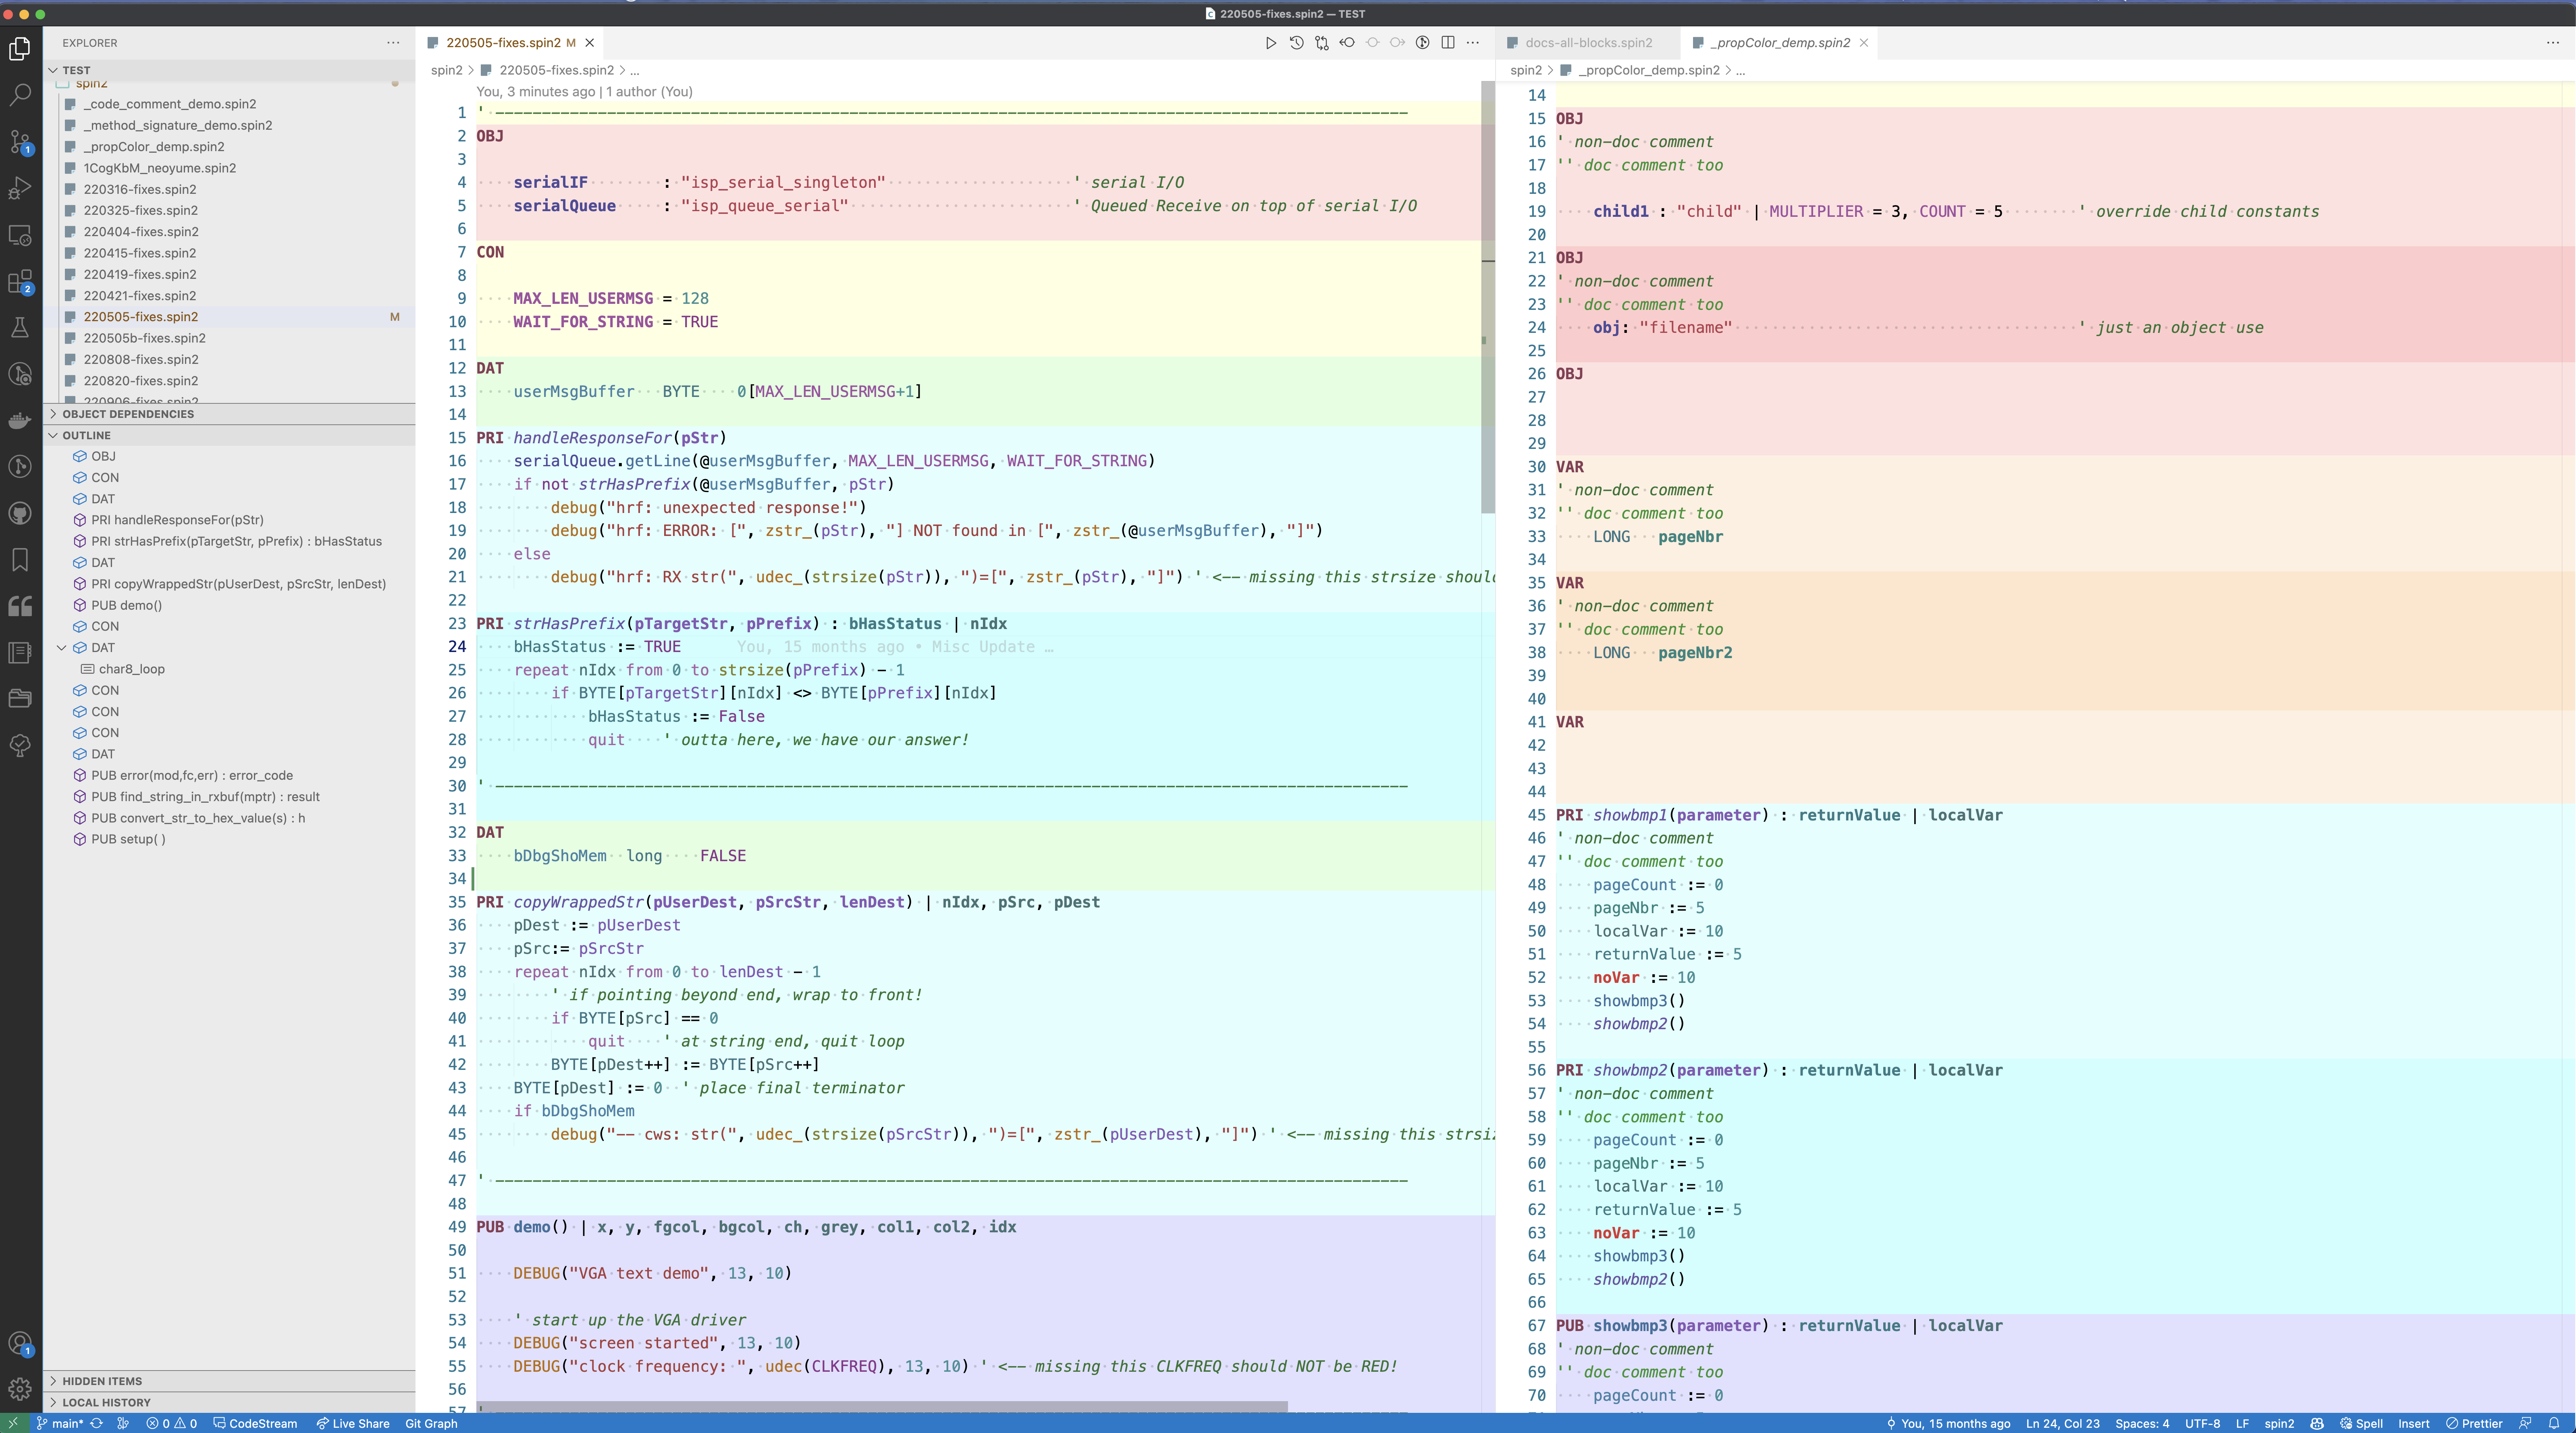 220505-fixes.spin2 — TEST
EXPLORER
TEST
spin2
_code_comment_demo.spin2
_method_signature_demo.spin2
_propColor_demp.spin2
1CogKbM_neoyume.spin2
220316-fixes.spin2
220325-fixes.spin2
220404-fixes.spin2
220415-fixes.spin2
220419-fixes.spin2
220421-fixes.spin2
220505-fixes.spin2 M
220505b-fixes.spin2
220808-fixes.spin2
220820-fixes.spin2
220906-fixes.spin2
OBJECT DEPENDENCIES
OUTLINE
OBJ
CON
DAT
PRI handleResponseFor(pStr)
PRI strHasPrefix(pTargetStr, pPrefix) : bHasStatus
DAT
PRI copyWrappedStr(pUserDest, pSrcStr, lenDest)
PUB demo()
CON
DAT
char8_loop
CON
CON
CON
DAT
PUB error(mod,fc,err) : error_code
PUB find_string_in_rxbuf(mptr) : result
PUB convert_str_to_hex_value(s) : h
PUB setup( )
HIDDEN ITEMS
LOCAL HISTORY
1
2
1
220505-fixes.spin2 M
spin2 > 220505-fixes.spin2 > ...
You, 3 minutes ago | 1 author (You)
1 ' --------------------------------------------------------------------------------------------------
2 OBJ
3
4 serialIF : "isp_serial_singleton" ' serial I/O
5 serialQueue : "isp_queue_serial" ' Queued Receive on top of serial I/O
6
7 CON
8
9 MAX_LEN_USERMSG = 128
10 WAIT_FOR_STRING = TRUE
11
12 DAT
13 userMsgBuffer BYTE 0[MAX_LEN_USERMSG+1]
14
15 PRI handleResponseFor(pStr)
16 serialQueue.getLine(@userMsgBuffer, MAX_LEN_USERMSG, WAIT_FOR_STRING)
17 if not strHasPrefix(@userMsgBuffer, pStr)
18 debug("hrf: unexpected response!")
19 debug("hrf: ERROR: [", zstr_(pStr), "] NOT found in [", zstr_(@userMsgBuffer), "]")
20 else
21 debug("hrf: RX str(", udec_(strsize(pStr)), ")=[", zstr_(pStr), "]") ' <-- missing this strsize shoul
22
23 PRI strHasPrefix(pTargetStr, pPrefix) : bHasStatus | nIdx
24 bHasStatus := TRUE You, 15 months ago • Misc Update …
25 repeat nIdx from 0 to strsize(pPrefix) - 1
26 if BYTE[pTargetStr][nIdx] <> BYTE[pPrefix][nIdx]
27 bHasStatus := False
28 quit ' outta here, we have our answer!
29
30 ' --------------------------------------------------------------------------------------------------
31
32 DAT
33 bDbgShoMem long FALSE
34
35 PRI copyWrappedStr(pUserDest, pSrcStr, lenDest) | nIdx, pSrc, pDest
36 pDest := pUserDest
37 pSrc:= pSrcStr
38 repeat nIdx from 0 to lenDest - 1
39 ' if pointing beyond end, wrap to front!
40 if BYTE[pSrc] == 0
41 quit ' at string end, quit loop
42 BYTE[pDest++] := BYTE[pSrc++]
43 BYTE[pDest] := 0 ' place final terminator
44 if bDbgShoMem
45 debug("-- cws: str(", udec_(strsize(pSrcStr)), ")=[", zstr_(pUserDest), "]") ' <-- missing this strsi
46
47 ' --------------------------------------------------------------------------------------------------
48
49 PUB demo() | x, y, fgcol, bgcol, ch, grey, col1, col2, idx
50
51 DEBUG("VGA text demo", 13, 10)
52
53 ' start up the VGA driver
54 DEBUG("screen started", 13, 10)
55 DEBUG("clock frequency: ", udec(CLKFREQ), 13, 10) ' <-- missing this CLKFREQ should NOT be RED!
56
57
docs-all-blocks.spin2
_propColor_demp.spin2
spin2 > _propColor_demp.spin2 > ...
14
15 OBJ
16 ' non-doc comment
17 '' doc comment too
18
19 child1 : "child" | MULTIPLIER = 3, COUNT = 5 ' override child constants
20
21 OBJ
22 ' non-doc comment
23 '' doc comment too
24 obj: "filename" ' just an object use
25
26 OBJ
27
28
29
30 VAR
31 ' non-doc comment
32 '' doc comment too
33 LONG pageNbr
34
35 VAR
36 ' non-doc comment
37 '' doc comment too
38 LONG pageNbr2
39
40
41 VAR
42
43
44
45 PRI showbmp1(parameter) : returnValue | localVar
46 ' non-doc comment
47 '' doc comment too
48 pageCount := 0
49 pageNbr := 5
50 localVar := 10
51 returnValue := 5
52 noVar := 10
53 showbmp3()
54 showbmp2()
55
56 PRI showbmp2(parameter) : returnValue | localVar
57 ' non-doc comment
58 '' doc comment too
59 pageCount := 0
60 pageNbr := 5
61 localVar := 10
62 returnValue := 5
63 noVar := 10
64 showbmp3()
65 showbmp2()
66
67 PUB showbmp3(parameter) : returnValue | localVar
68 ' non-doc comment
69 '' doc comment too
70 pageCount := 0
main* 0 0 CodeStream Live Share Git Graph
You, 15 months ago Ln 24, Col 23 Spaces: 4 UTF-8 LF spin2 Spell Insert Prettier